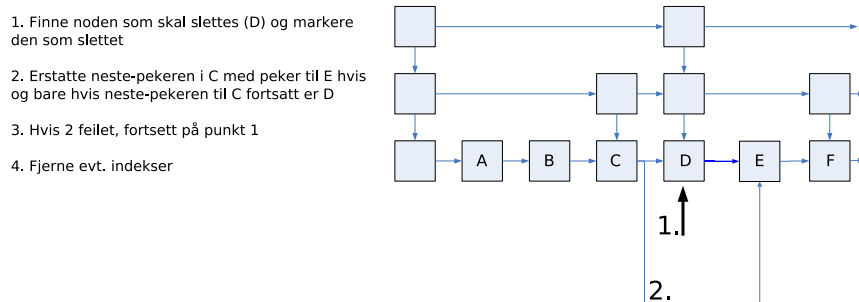 1. Finne noden som skal slettes (D) og markere
den som slettet
2. Erstatte neste-pekeren i C med peker til E hvis
og bare hvis neste-pekeren til C fortsatt er D
3. Hvis 2 feilet, fortsett på punkt 1
4. Fjerne evt. indekser
A B C D E F
1.
2.